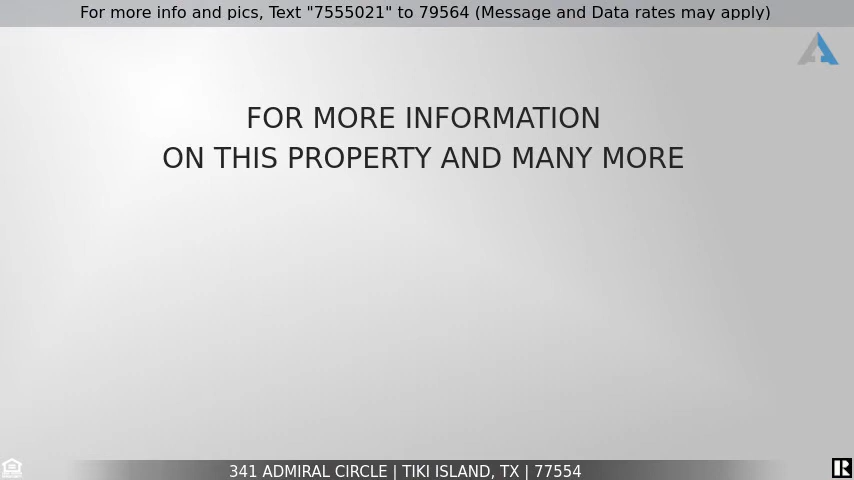 For more info and pics, Text "7555021" to 79564 (Message and Data rates may apply)
FOR MORE INFORMATION
ON THIS PROPERTY AND MANY MORE
341 ADMIRAL CIRCLE | TIKI ISLAND, TX | 77554